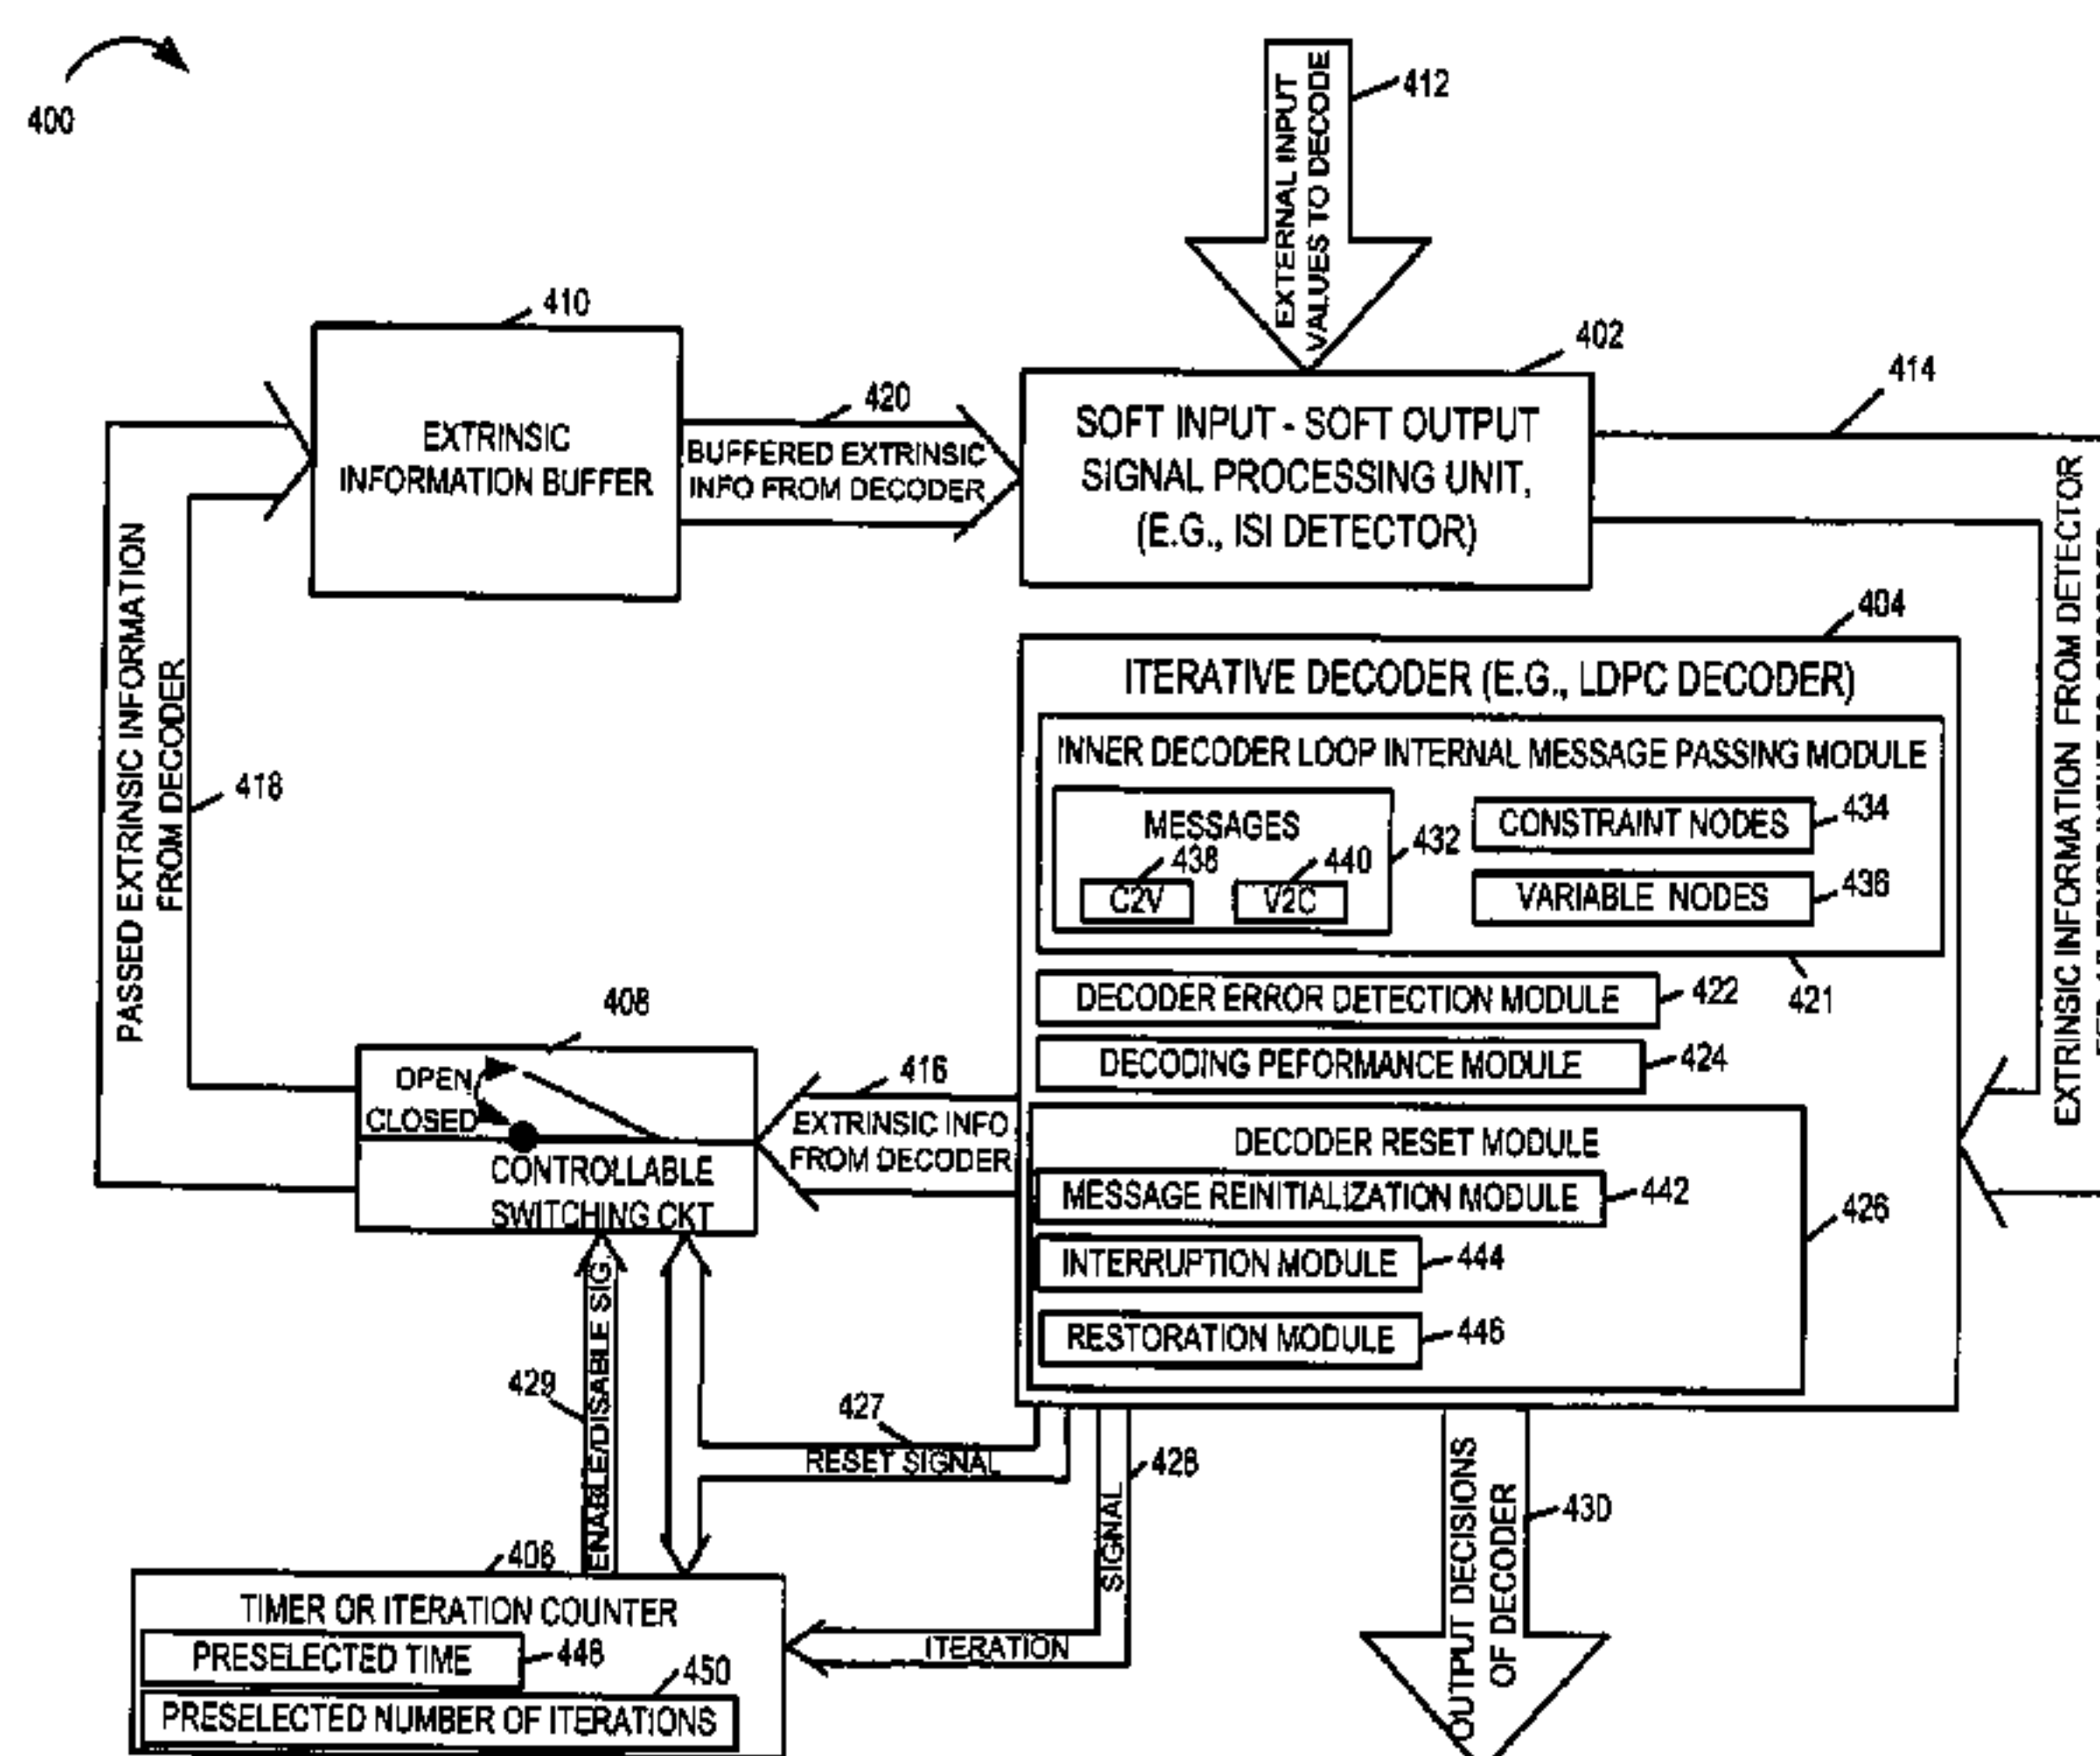 400
412
EXTERNAL INPUT
VALUES TO DECODE
410
EXTRINSIC
INFORMATION BUFFER
420
BUFFERED EXTRINSIC
INFO FROM DECODER
402
SOFT INPUT - SOFT OUTPUT
SIGNAL PROCESSING UNIT,
(E.G., ISI DETECTOR)
414
EXTRINSIC INFORMATION FROM DETECTOR
PASSED EXTRINSIC INFORMATION
FROM DECODER
418
404
ITERATIVE DECODER (E.G., LDPC DECODER)
INNER DECODER LOOP INTERNAL MESSAGE PASSING MODULE
MESSAGES
438
440
432
C2V
V2C
CONSTRAINT NODES
434
VARIABLE NODES
436
421
DECODER ERROR DETECTION MODULE
422
DECODING PEFORMANCE MODULE
424
DECODER RESET MODULE
MESSAGE REINITIALIZATION MODULE
442
426
INTERRUPTION MODULE
444
RESTORATION MODULE
446
408
OPEN
CLOSED
CONTROLLABLE
SWITCHING CKT
416
EXTRINSIC INFO
FROM DECODER
429
ENABLE/DISABLE SIG
427
RESET SIGNAL
428
SIGNAL
ITERATION
430
OUTPUT DECISIONS
OF DECODER
406
TIMER OR ITERATION COUNTER
PRESELECTED TIME
448
450
PRESELECTED NUMBER OF ITERATIONS